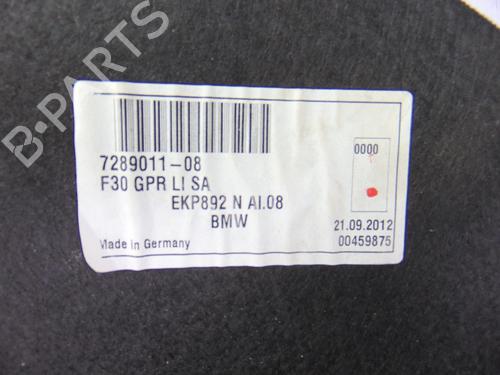 B-PARTS
7289011-08
F30 GPR LI SA
EKP892 N AI.08
BMW
Made in Germany
0000
21.09.2012
00459875